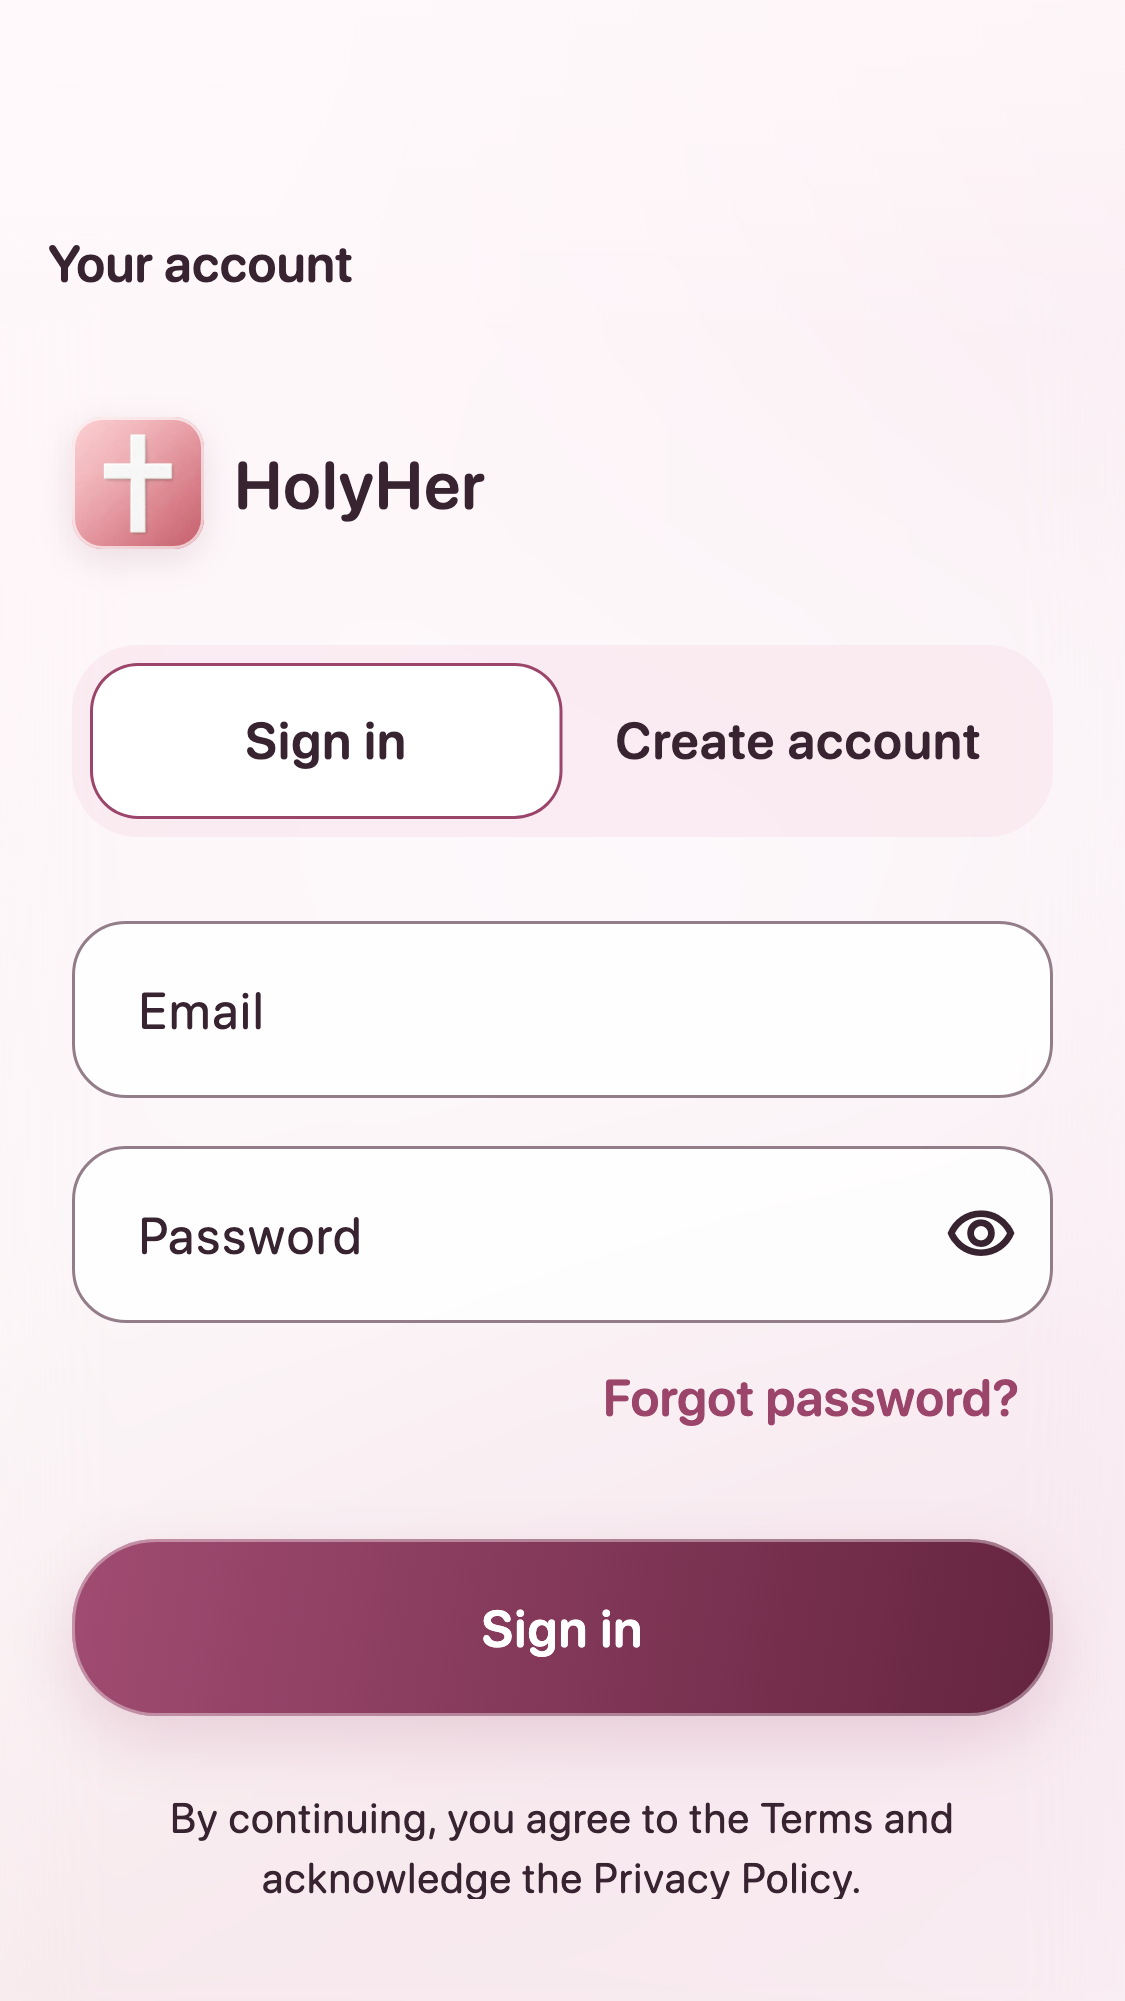 Your account
HolyHer
Sign in
Create account
Email
Password
Forgot password?
Sign in
By continuing, you agree to the Terms and
acknowledge the Privacy Policy.